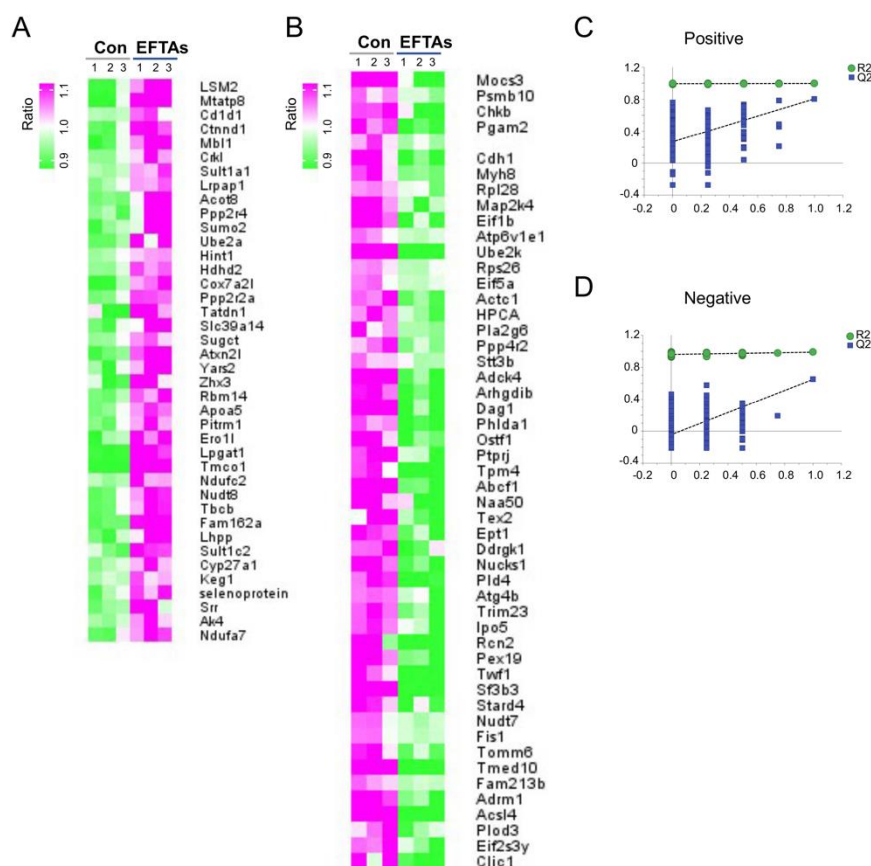 A
Con EFTAs
1 2 3 1 2 3
Ratio
1.1
1.0
0.9
LSM2
Mtatp8
Cd1d1
Ctnnd1
Mbl1
Crkl
Sult1a1
Lrpap1
Acot8
Ppp2r4
Sumo2
Ube2a
Hint1
Hdhd2
Cox7a2l
Ppp2r2a
Tatdn1
Slc39a14
Sugct
Atxn2l
Yars2
Zhx3
Rbm14
Apoa5
Pitrm1
Ero1l
Lpgat1
Tmco1
Ndufc2
Nudt8
Tbcb
Fam162a
Lhpp
Sult1c2
Cyp27a1
Keg1
selenoprotein
Srr
Ak4
Ndufa7
B
Con EFTAs
1 2 3 1 2 3
Ratio
1.1
1.0
0.9
Mocs3
Psmb10
Chkb
Pgam2
Cdh1
Myh8
Rpl28
Map2k4
Eif1b
Atp6v1e1
Ube2k
Rps26
Eif5a
Actc1
HPCA
Pla2g6
Ppp4r2
Stt3b
Adck4
Arhgdib
Dag1
Phlda1
Ostf1
Ptprj
Tpm4
Abcf1
Naa50
Tex2
Ept1
Ddrgk1
Nucks1
Pld4
Atg4b
Trim23
Ipo5
Rcn2
Pex19
Twf1
Sf3b3
Stard4
Nudt7
Fis1
Tomm6
Tmed10
Fam213b
Adrm1
Acsl4
Plod3
Eif2s3y
Clic1
C
Positive
R2
Q2
1.2
0.8
0.4
0
-0.4
-0.2 0 0.2 0.4 0.6 0.8 1.0 1.2
D
Negative
R2
Q2
1.2
0.8
0.4
0
-0.4
-0.2 0 0.2 0.4 0.6 0.8 1.0 1.2